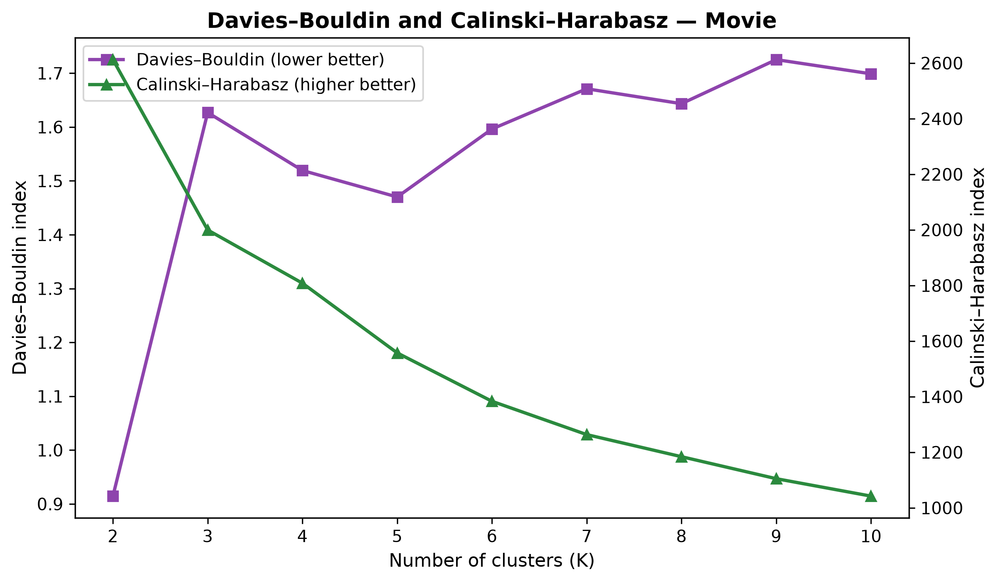 Davies–Bouldin and Calinski–Harabasz — Movie
Davies–Bouldin (lower better)
Calinski–Harabasz (higher better)
Davies–Bouldin index
1.7
1.6
1.5
1.4
1.3
1.2
1.1
1.0
0.9
2600
2400
2200
2000
1800
1600
1400
1200
1000
Calinski–Harabasz index
2 3 4 5 6 7 8 9 10
Number of clusters (K)